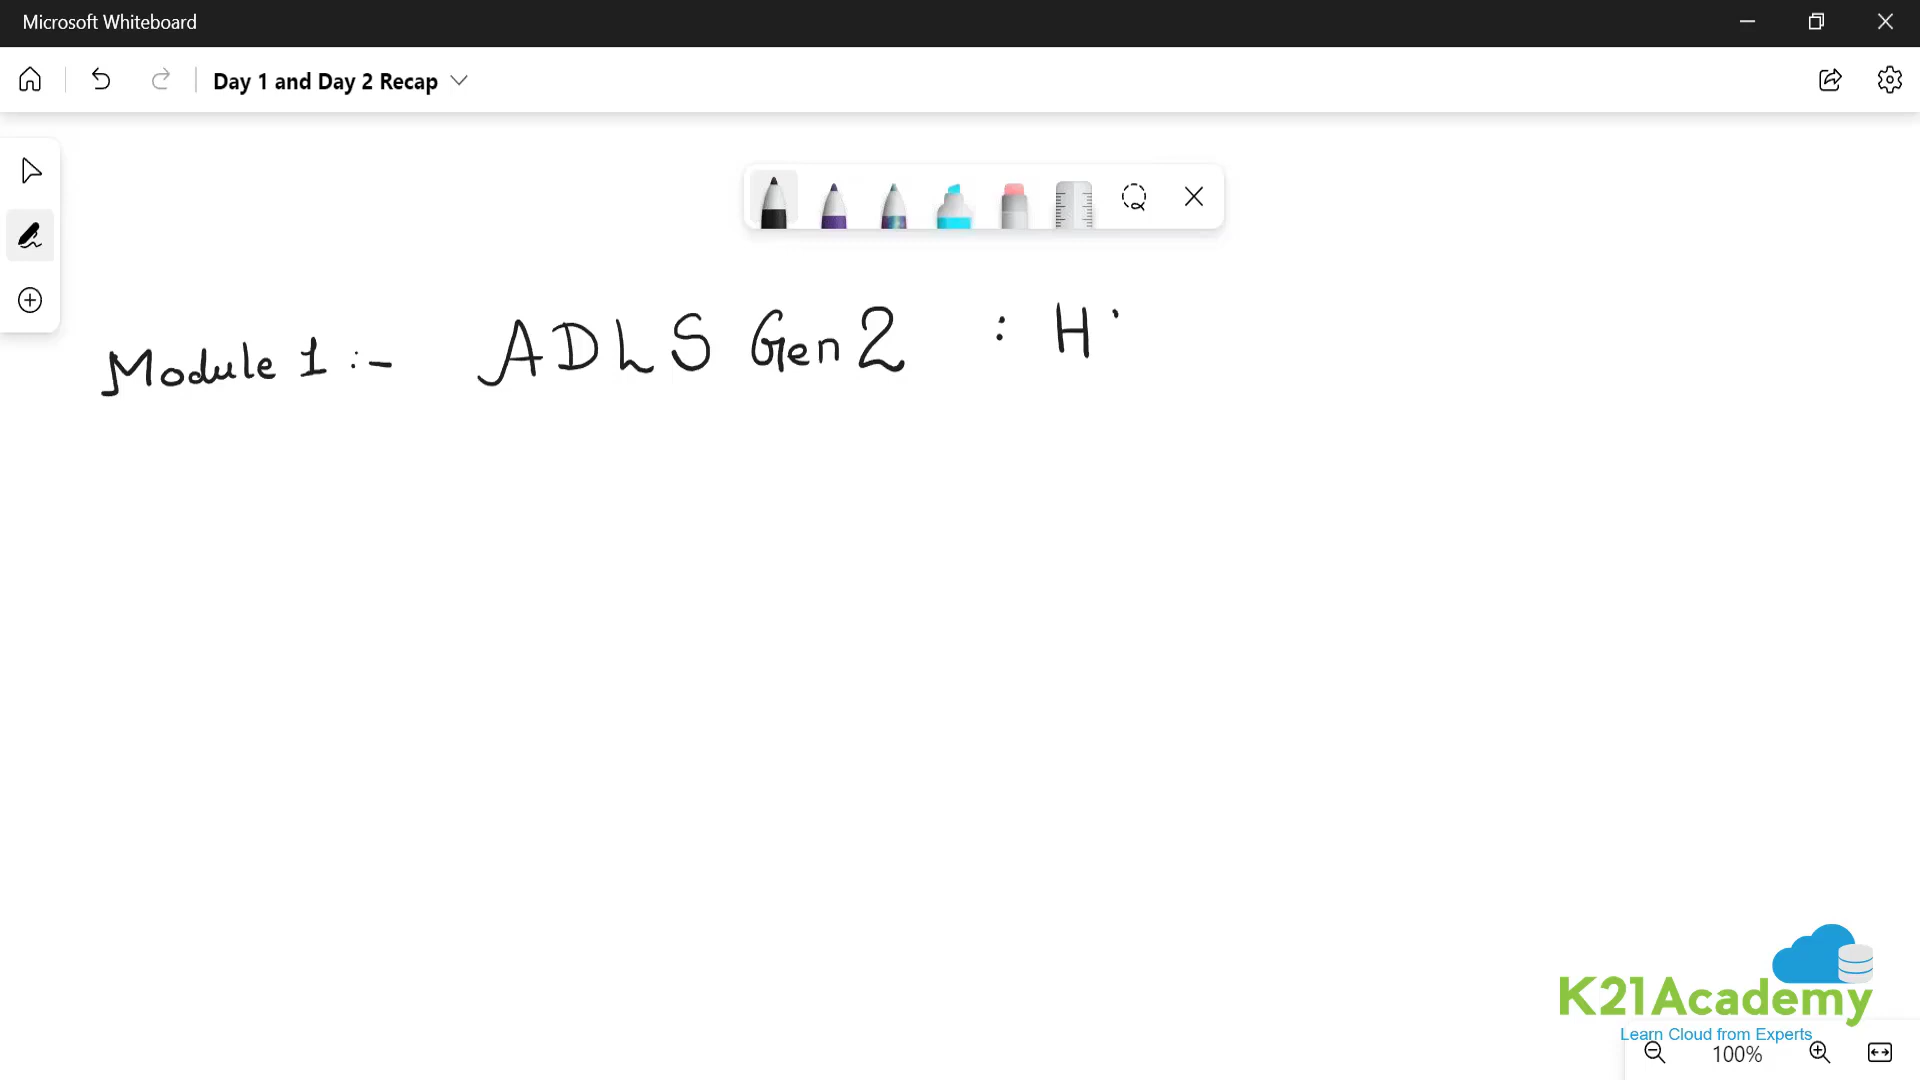 Microsoft Whiteboard
Day 1 and Day 2 Recap
Module 1 :- ADLS Gen2 : H
K21Academy
Learn Cloud from Experts
100%